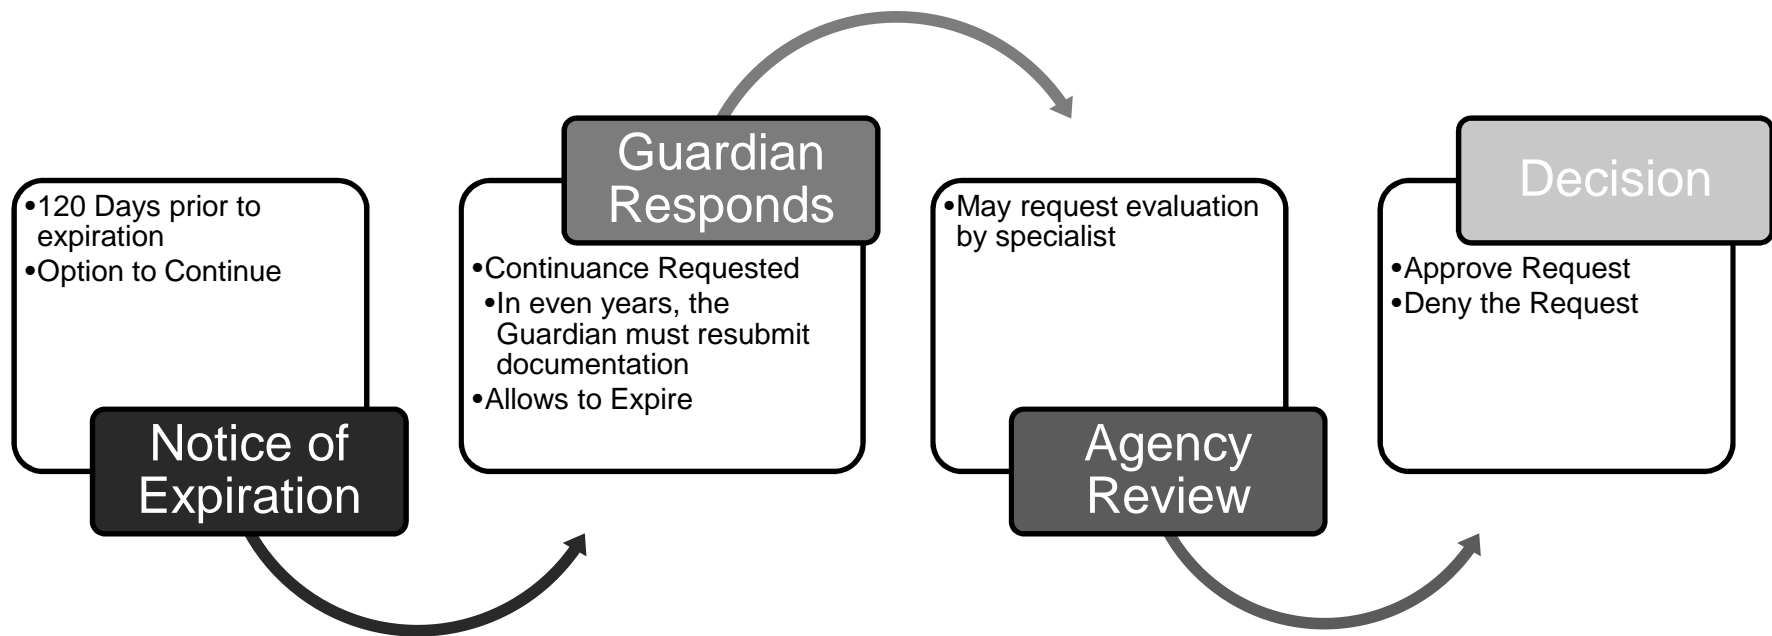 •120 Days prior to
expiration
•Option to Continue
Notice of
Expiration
Guardian
Responds
•Continuance Requested
•In even years, the
Guardian must resubmit
documentation
•Allows to Expire
•May request evaluation
by specialist
Agency
Review
Decision
•Approve Request
•Deny the Request